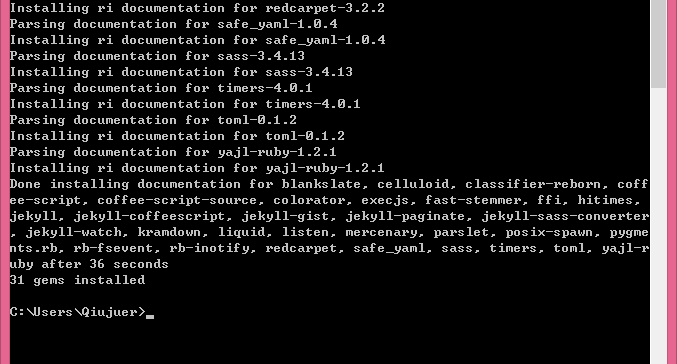 Installing ri documentation for redcarpet-3.2.2
Parsing documentation for safe_yaml-1.0.4
Installing ri documentation for safe_yaml-1.0.4
Parsing documentation for sass-3.4.13
Installing ri documentation for sass-3.4.13
Parsing documentation for timers-4.0.1
Installing ri documentation for timers-4.0.1
Parsing documentation for toml-0.1.2
Installing ri documentation for toml-0.1.2
Parsing documentation for yajl-ruby-1.2.1
Installing ri documentation for yajl-ruby-1.2.1
Done installing documentation for blankslate, celluloid, classifier-reborn, coff
ee-script, coffee-script-source, colorator, execjs, fast-stemmer, ffi, hitimes,
jekyll, jekyll-coffeescript, jekyll-gist, jekyll-paginate, jekyll-sass-converter
, jekyll-watch, kramdown, liquid, listen, mercenary, parslet, posix-spawn, pygme
nts.rb, rb-fsevent, rb-inotify, redcarpet, safe_yaml, sass, timers, toml, yajl-r
uby after 36 seconds
31 gems installed
C:\Users\Qiujuer>